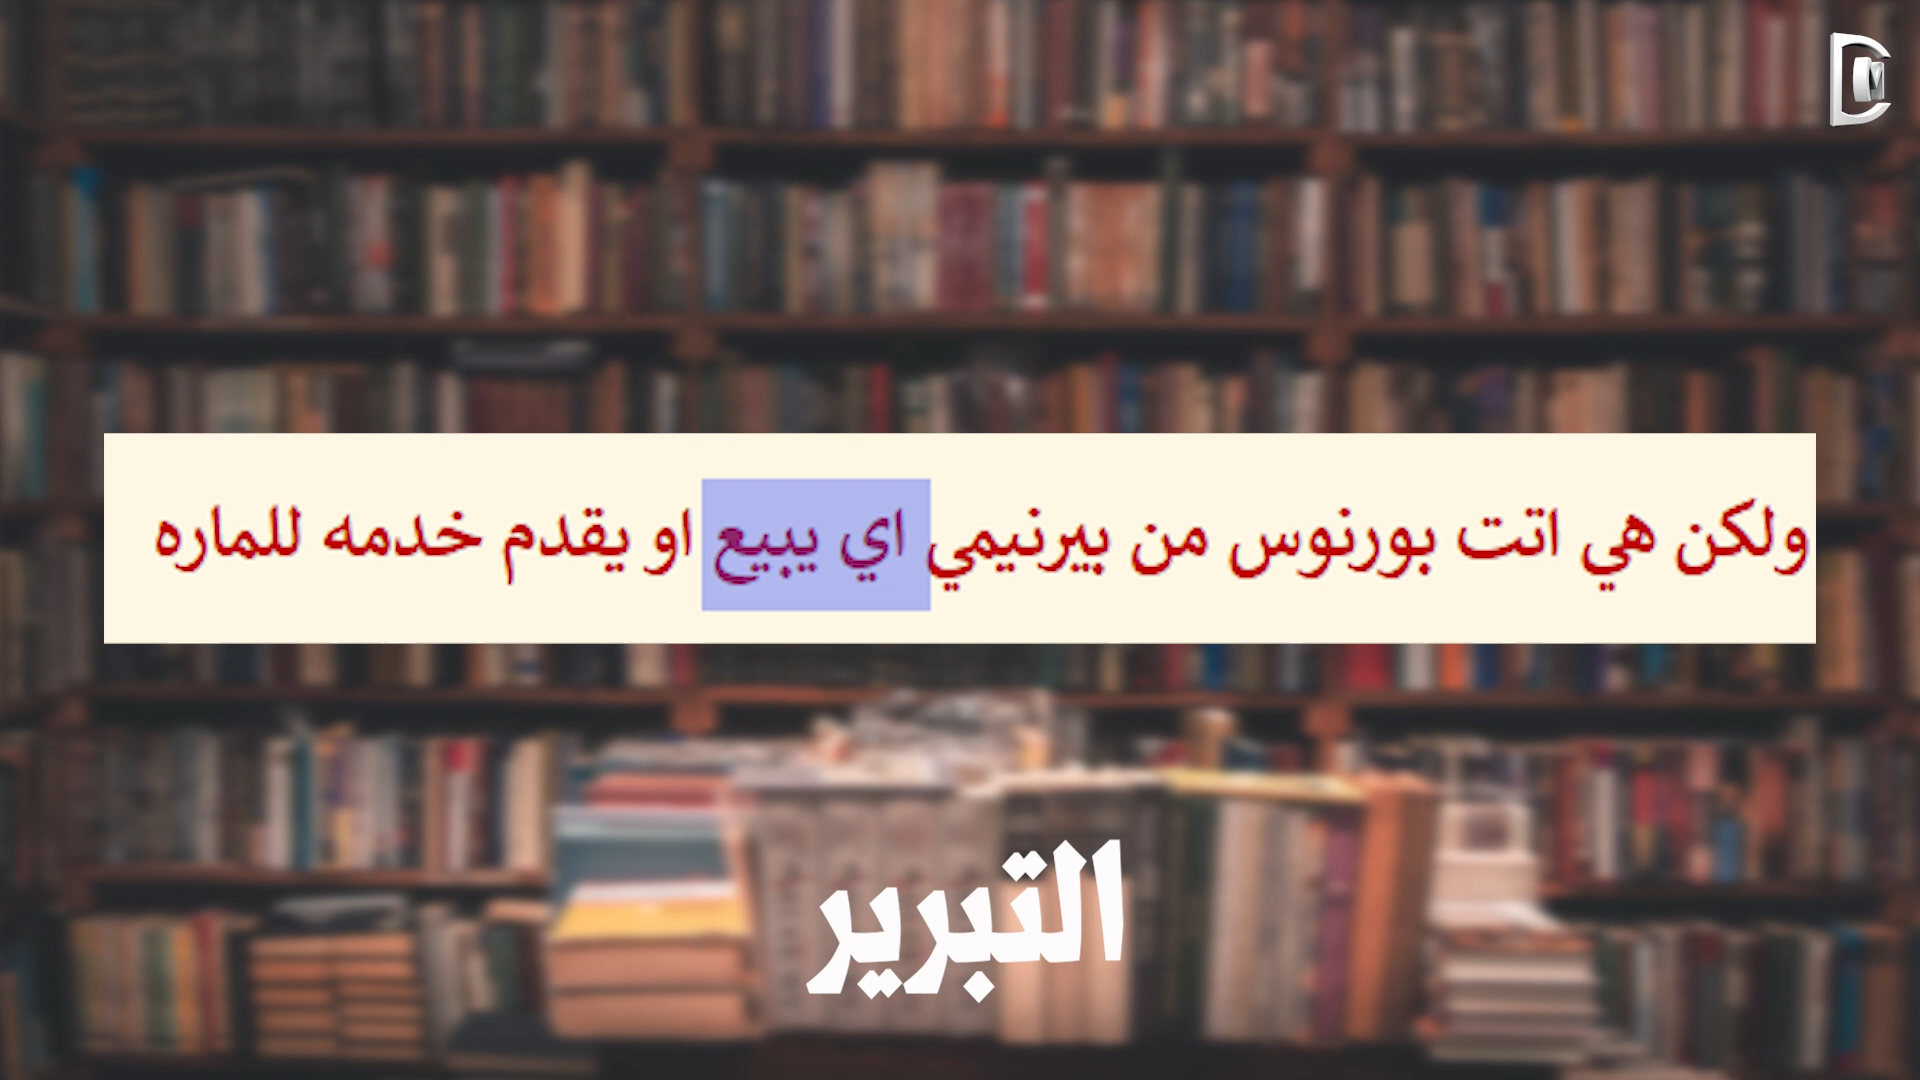 ولكن هي اتت بورنوس من بيرنيمي اي يبيع او يقدم خدمه للماره
التبرير